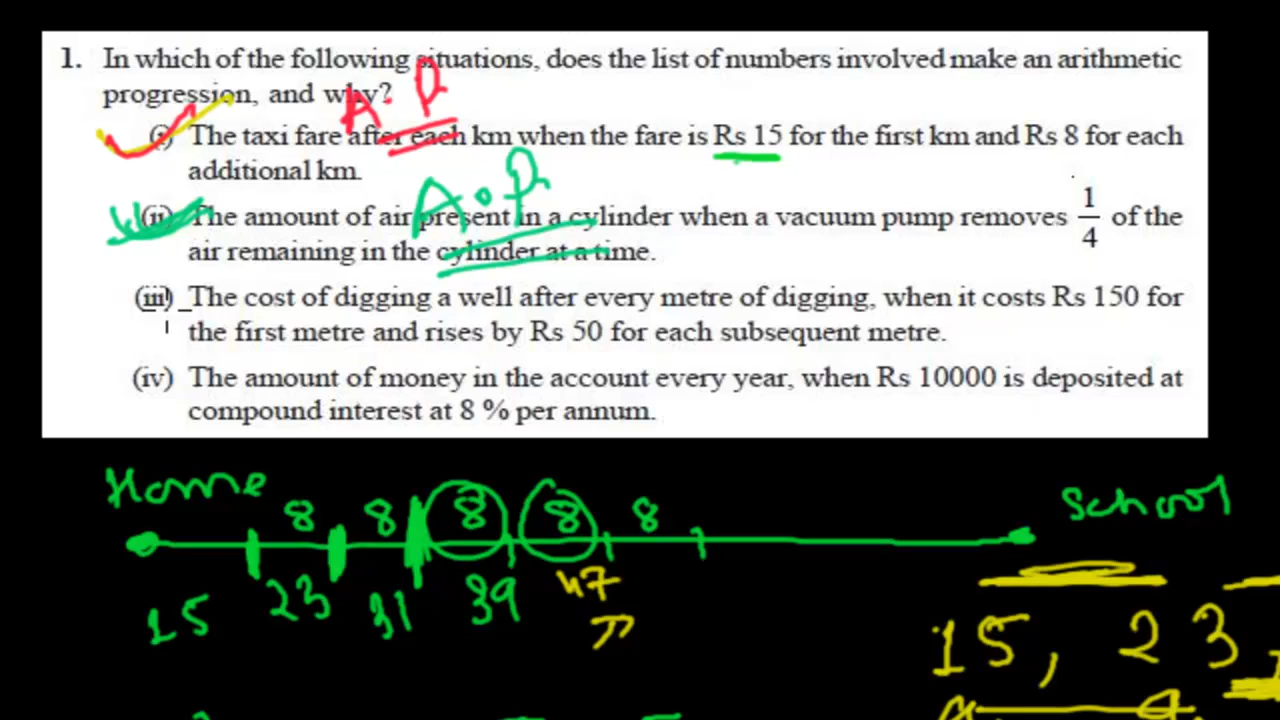 1. In which of the following situations, does the list of numbers involved make an arithmetic
progression, and why?
A.P
(i) The taxi fare after each km when the fare is Rs 15 for the first km and Rs 8 for each
additional km.
A.P
(ii) The amount of air present in a cylinder when a vacuum pump removes 1/4 of the
air remaining in the cylinder at a time.
(iii) The cost of digging a well after every metre of digging, when it costs Rs 150 for
the first metre and rises by Rs 50 for each subsequent metre.
(iv) The amount of money in the account every year, when Rs 10000 is deposited at
compound interest at 8 % per annum.
Home 8 8 8 8 8 School
15 23 31 39 47
15, 23,